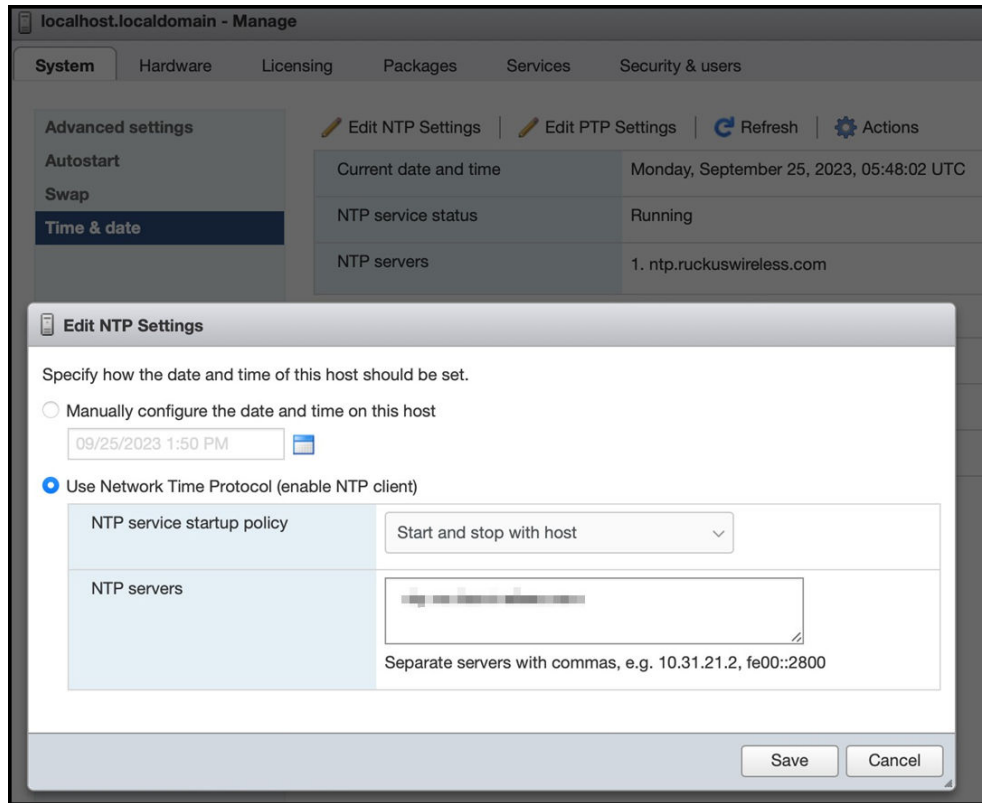 localhost.localdomain - Manage
System Hardware Licensing Packages Services Security & users
Advanced settings
Autostart
Swap
Time & date
Edit NTP Settings Edit PTP Settings Refresh Actions
Current date and time Monday, September 25, 2023, 05:48:02 UTC
NTP service status Running
NTP servers 1. ntp.ruckuswireless.com
Edit NTP Settings
Specify how the date and time of this host should be set.
Manually configure the date and time on this host
09/25/2023 1:50 PM
Use Network Time Protocol (enable NTP client)
NTP service startup policy Start and stop with host
NTP servers
Separate servers with commas, e.g. 10.31.21.2, fe00::2800
Save Cancel